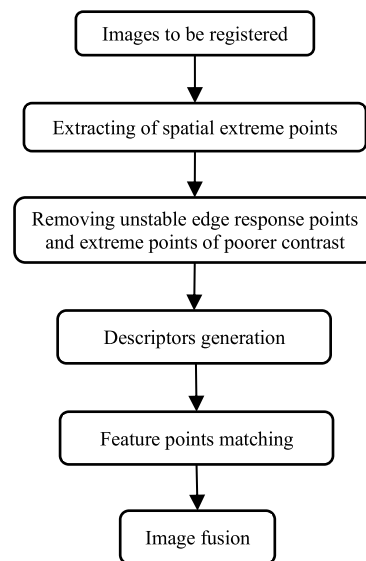 Images to be registered
Extracting of spatial extreme points
Removing unstable edge response points
and extreme points of poorer contrast
Descriptors generation
Feature points matching
Image fusion